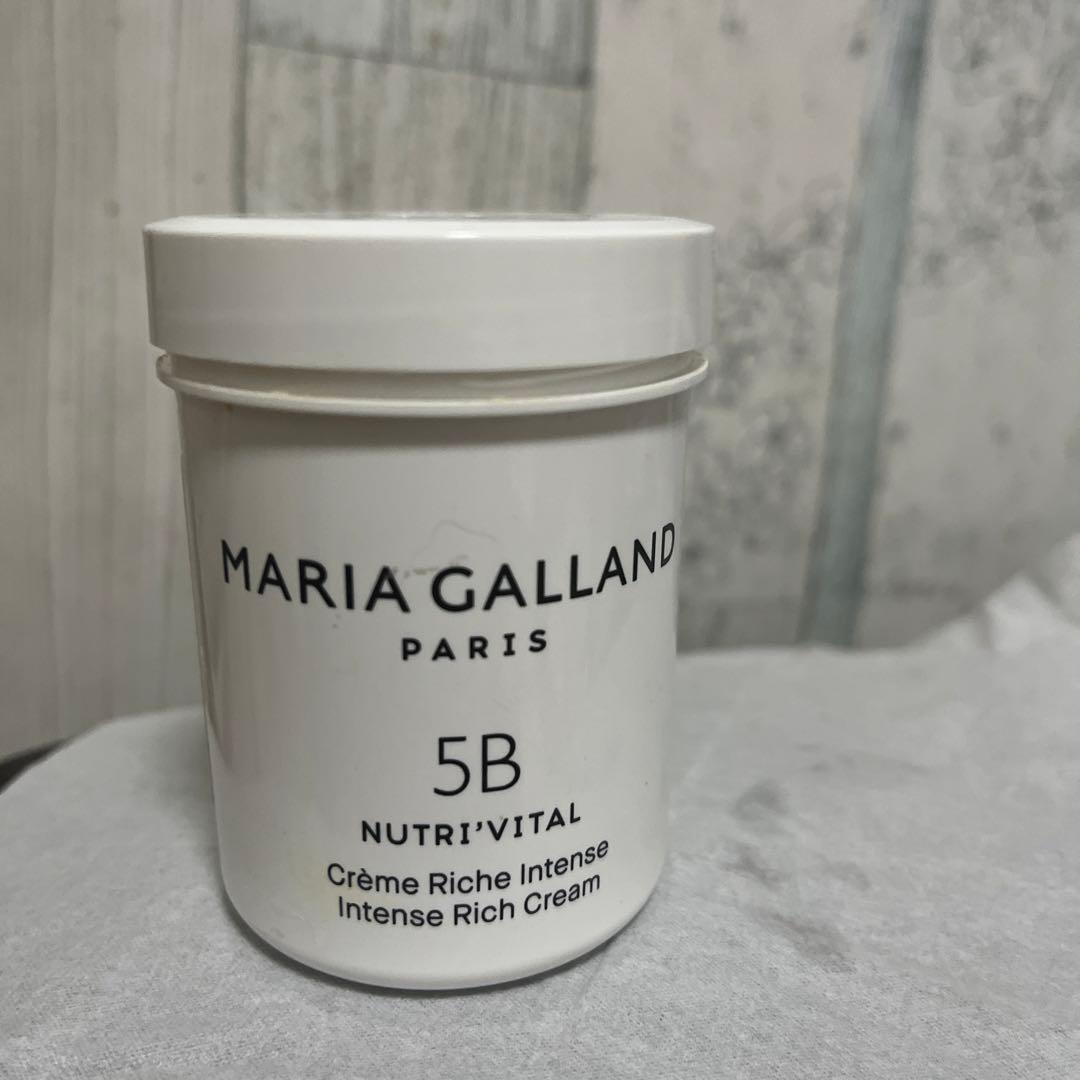 MARIA GALLAND
PARIS
5B
NUTRI'VITAL
Crème Riche Intense
Intense Rich Cream